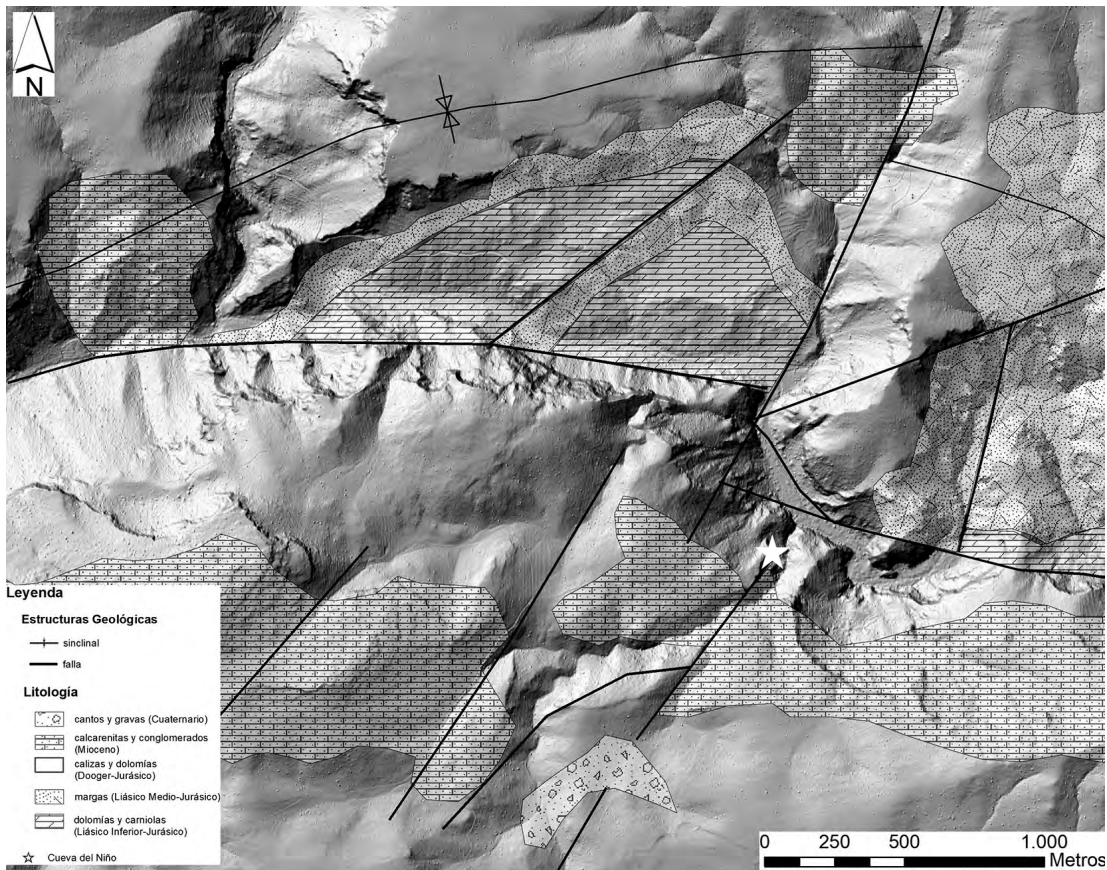 N
Leyenda
Estructuras Geológicas
sinclinal
falla
Litología
cantos y gravas (Cuaternario)
calcarenitas y conglomerados
(Mioceno)
calizas y dolomías
(Dooger-Jurásico)
margas (Liásico Medio-Jurásico)
dolomías y carniolas
(Liásico Inferior-Jurásico)
Cueva del Niño
0 250 500 1.000
Metros